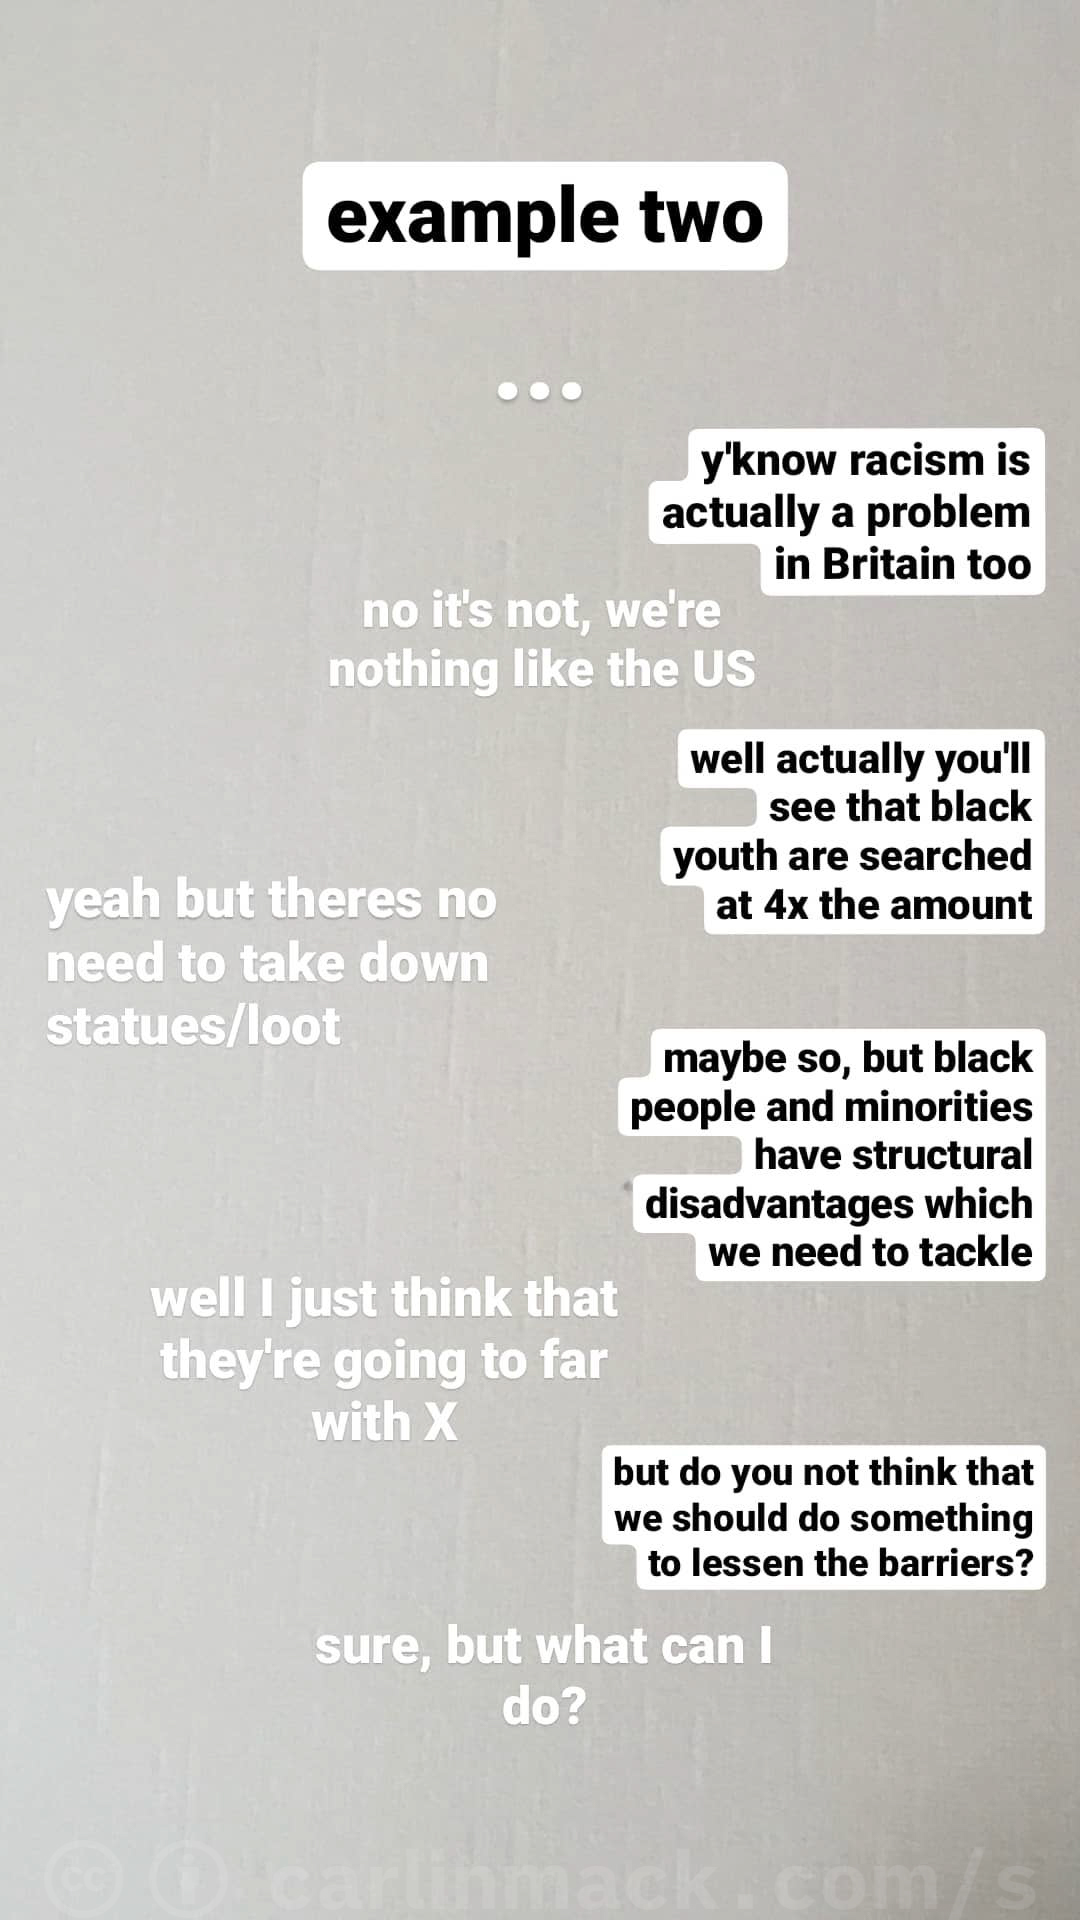 example two
...
y'know racism is
actually a problem
in Britain too
no it's not, we're
nothing like the US
well actually you'll
see that black
youth are searched
at 4x the amount
yeah but theres no
need to take down
statues/loot
maybe so, but black
people and minorities
have structural
disadvantages which
we need to tackle
well I just think that
they're going to far
with X
but do you not think that
we should do something
to lessen the barriers?
sure, but what can I
do?
cc carlinmack.com/s